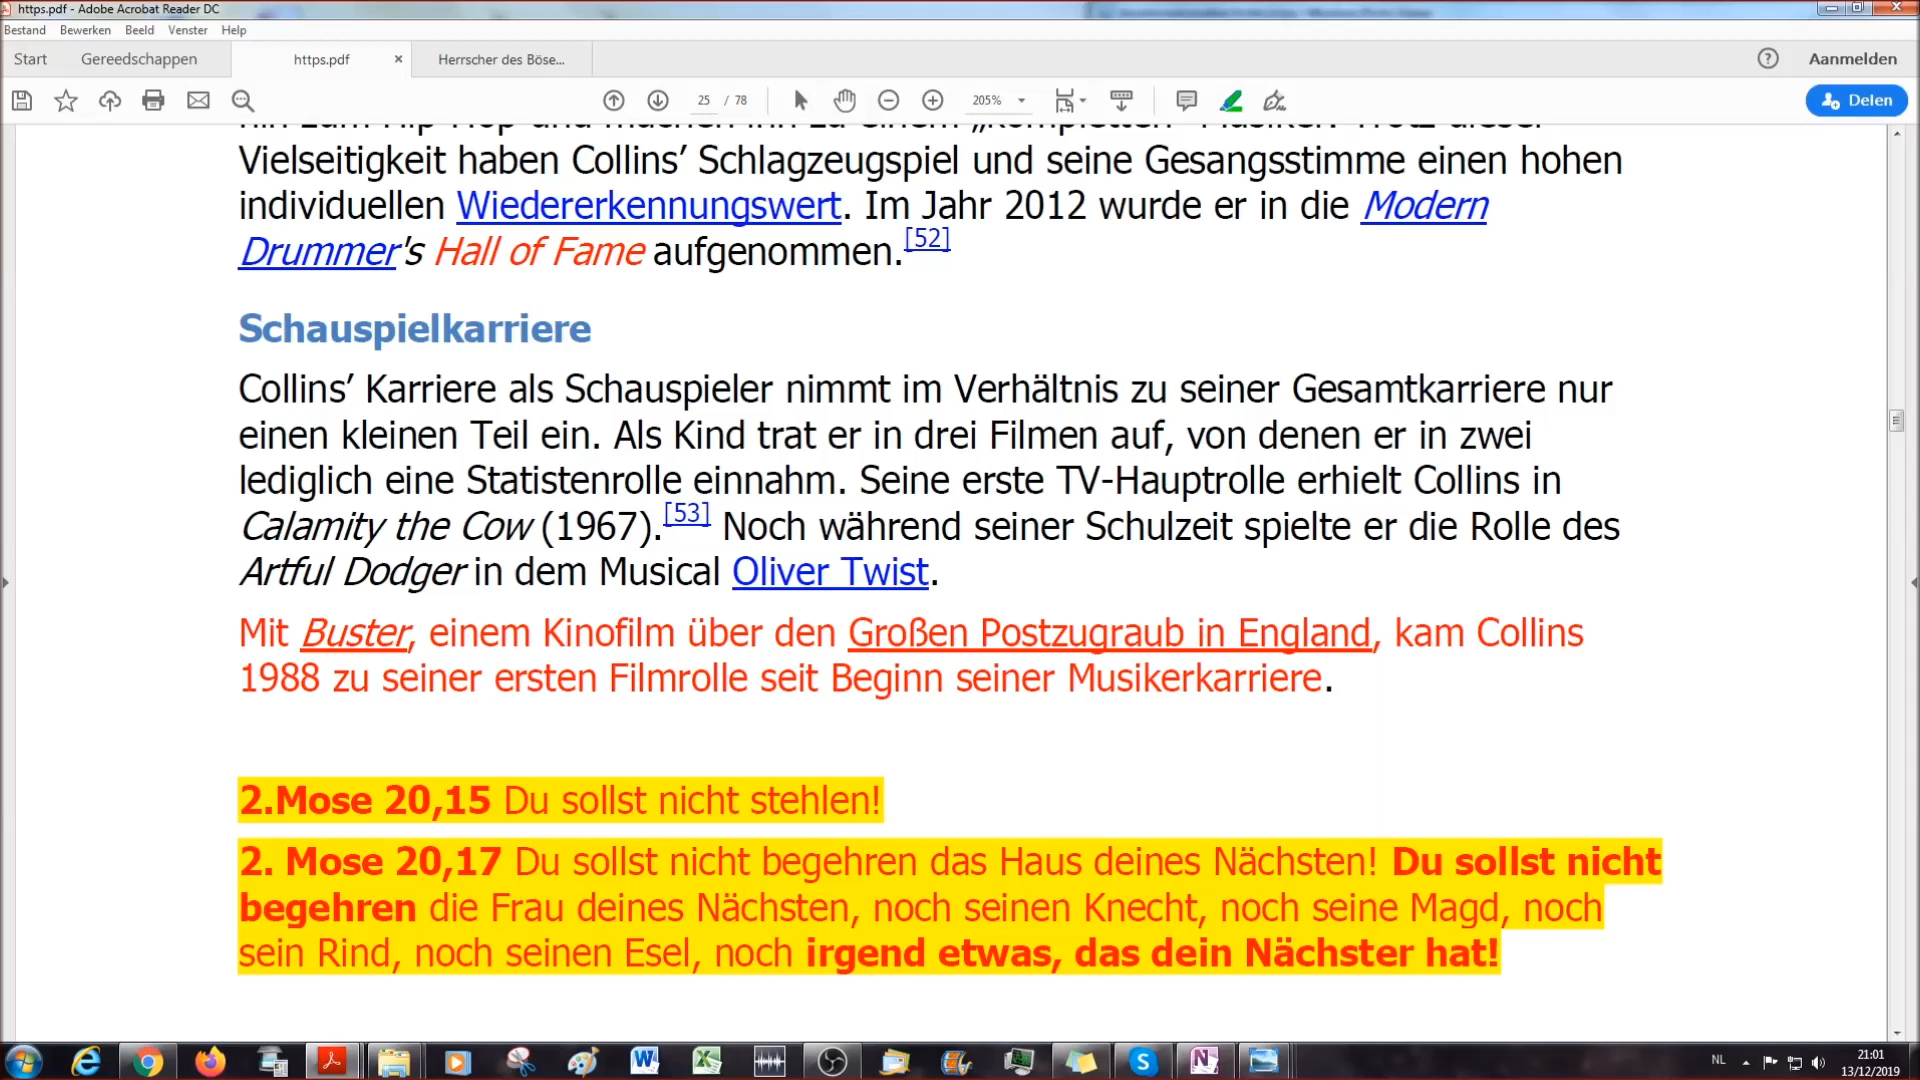 https.pdf - Adobe Acrobat Reader DC
Bestand Bewerken Beeld Venster Help
Start Gereedschappen https.pdf × Herrscher des Böse... Aanmelden
25 / 78 205% Delen
Vielseitigkeit haben Collins’ Schlagzeugspiel und seine Gesangsstimme einen hohen
individuellen Wiedererkennungswert. Im Jahr 2012 wurde er in die Modern
Drummer's Hall of Fame aufgenommen.[52]
Schauspielkarriere
Collins’ Karriere als Schauspieler nimmt im Verhältnis zu seiner Gesamtkarriere nur
einen kleinen Teil ein. Als Kind trat er in drei Filmen auf, von denen er in zwei
lediglich eine Statistenrolle einnahm. Seine erste TV-Hauptrolle erhielt Collins in
Calamity the Cow (1967).[53] Noch während seiner Schulzeit spielte er die Rolle des
Artful Dodger in dem Musical Oliver Twist.
Mit Buster, einem Kinofilm über den Großen Postzugraub in England, kam Collins
1988 zu seiner ersten Filmrolle seit Beginn seiner Musikerkarriere.
2.Mose 20,15 Du sollst nicht stehlen!
2. Mose 20,17 Du sollst nicht begehren das Haus deines Nächsten! Du sollst nicht
begehren die Frau deines Nächsten, noch seinen Knecht, noch seine Magd, noch
sein Rind, noch seinen Esel, noch irgend etwas, das dein Nächster hat!
NL 21:01
13/12/2019